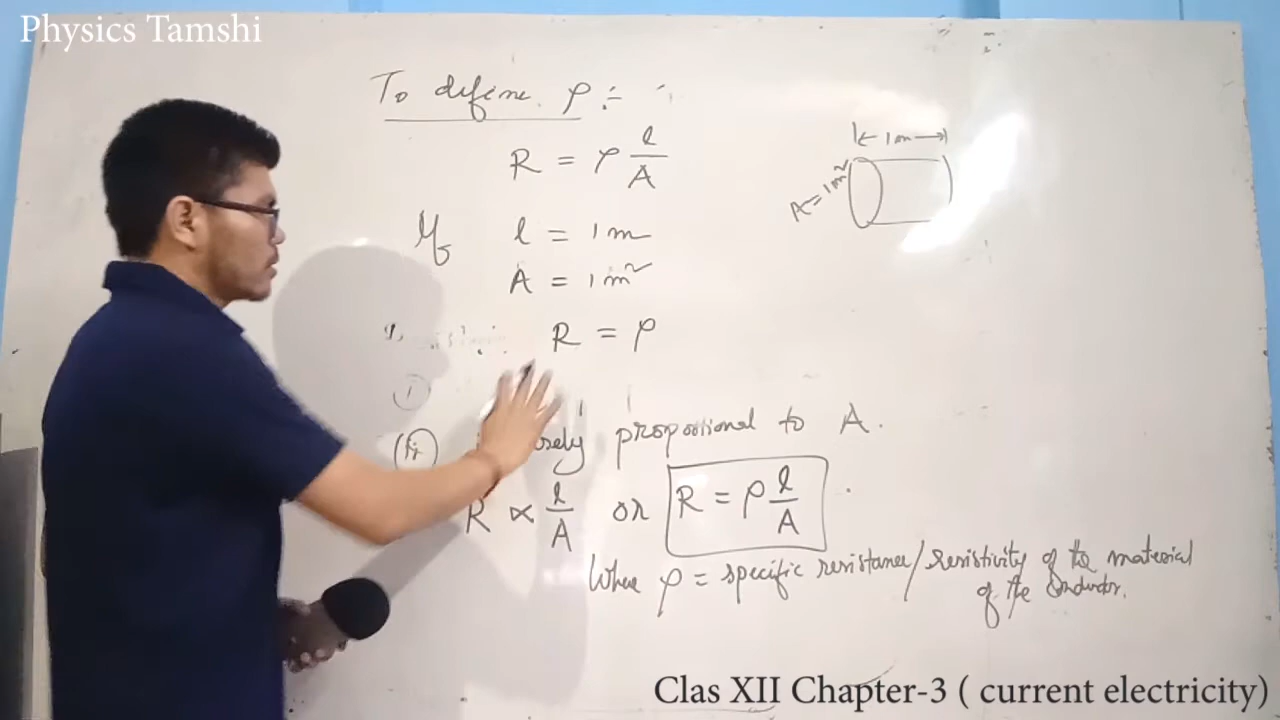 Physics Tamshi
To define ρ :-
R = ρ l/A
If l = 1m
A = 1m²
R = ρ
(i)
(ii) proportional to A.
R ∝ l/A or R = ρ l/A
Where ρ = specific resistance/resistivity of the material
of the conductor.
1m
A = 1m²
Clas XII Chapter-3 ( current electricity)